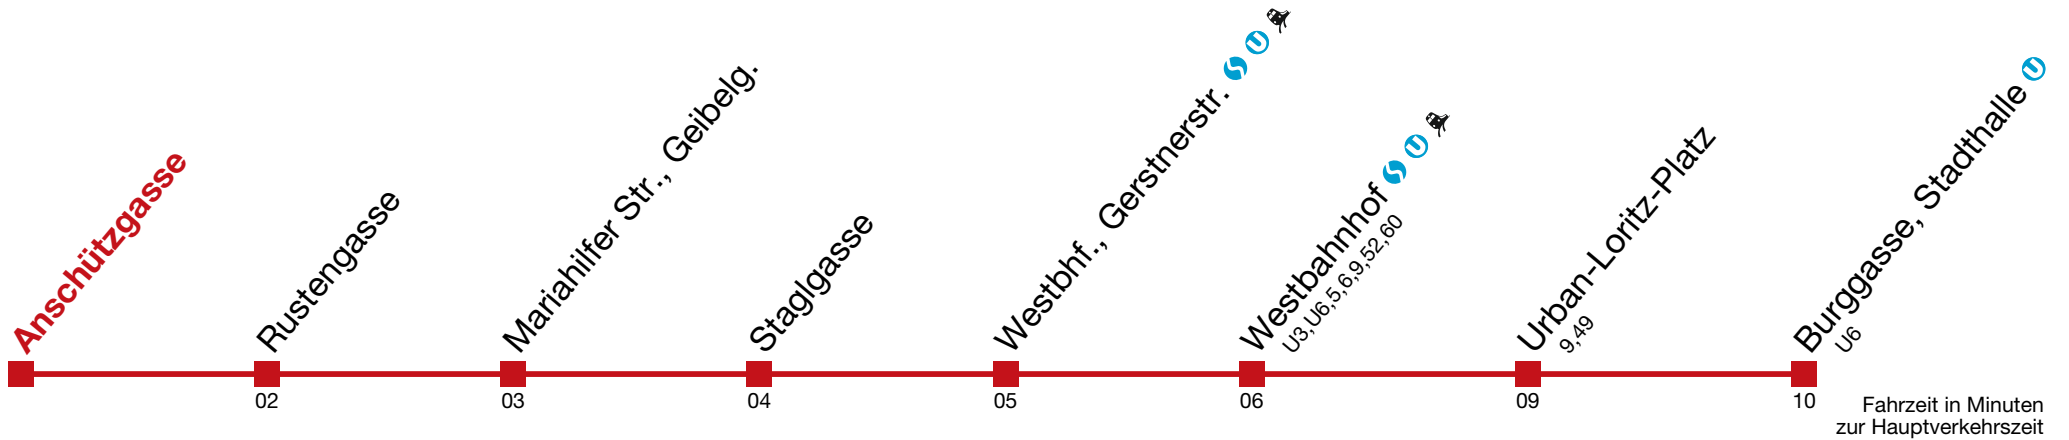 Anschützgasse
Rustengasse
Mariahilfer Str., Geibelg.
Staglgasse
Westbhf., Gerstnerstr. S U
Westbahnhof S U
U3,U6,5,6,9,52,60
Urban-Loritz-Platz
9,49
Burggasse, Stadthalle U
U6
02
03
04
05
06
09
10
Fahrzeit in Minuten
zur Hauptverkehrszeit